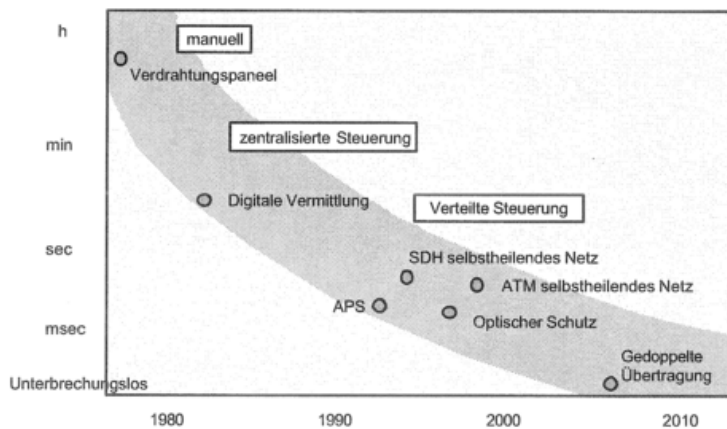 h
manuell
Verdrahtungspaneel
min
zentralisierte Steuerung
Digitale Vermittlung
Verteilte Steuerung
sec
SDH selbstheilendes Netz
ATM selbstheilendes Netz
APS
Optischer Schutz
msec
Gedoppelte
Übertragung
Unterbrechungslos
1980 1990 2000 2010